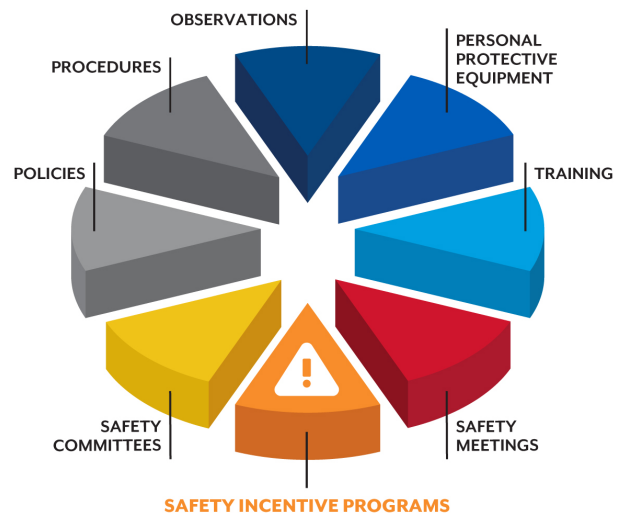 OBSERVATIONS
PERSONAL
PROTECTIVE
EQUIPMENT
TRAINING
SAFETY
MEETINGS
SAFETY INCENTIVE PROGRAMS
SAFETY
COMMITTEES
POLICIES
PROCEDURES
!